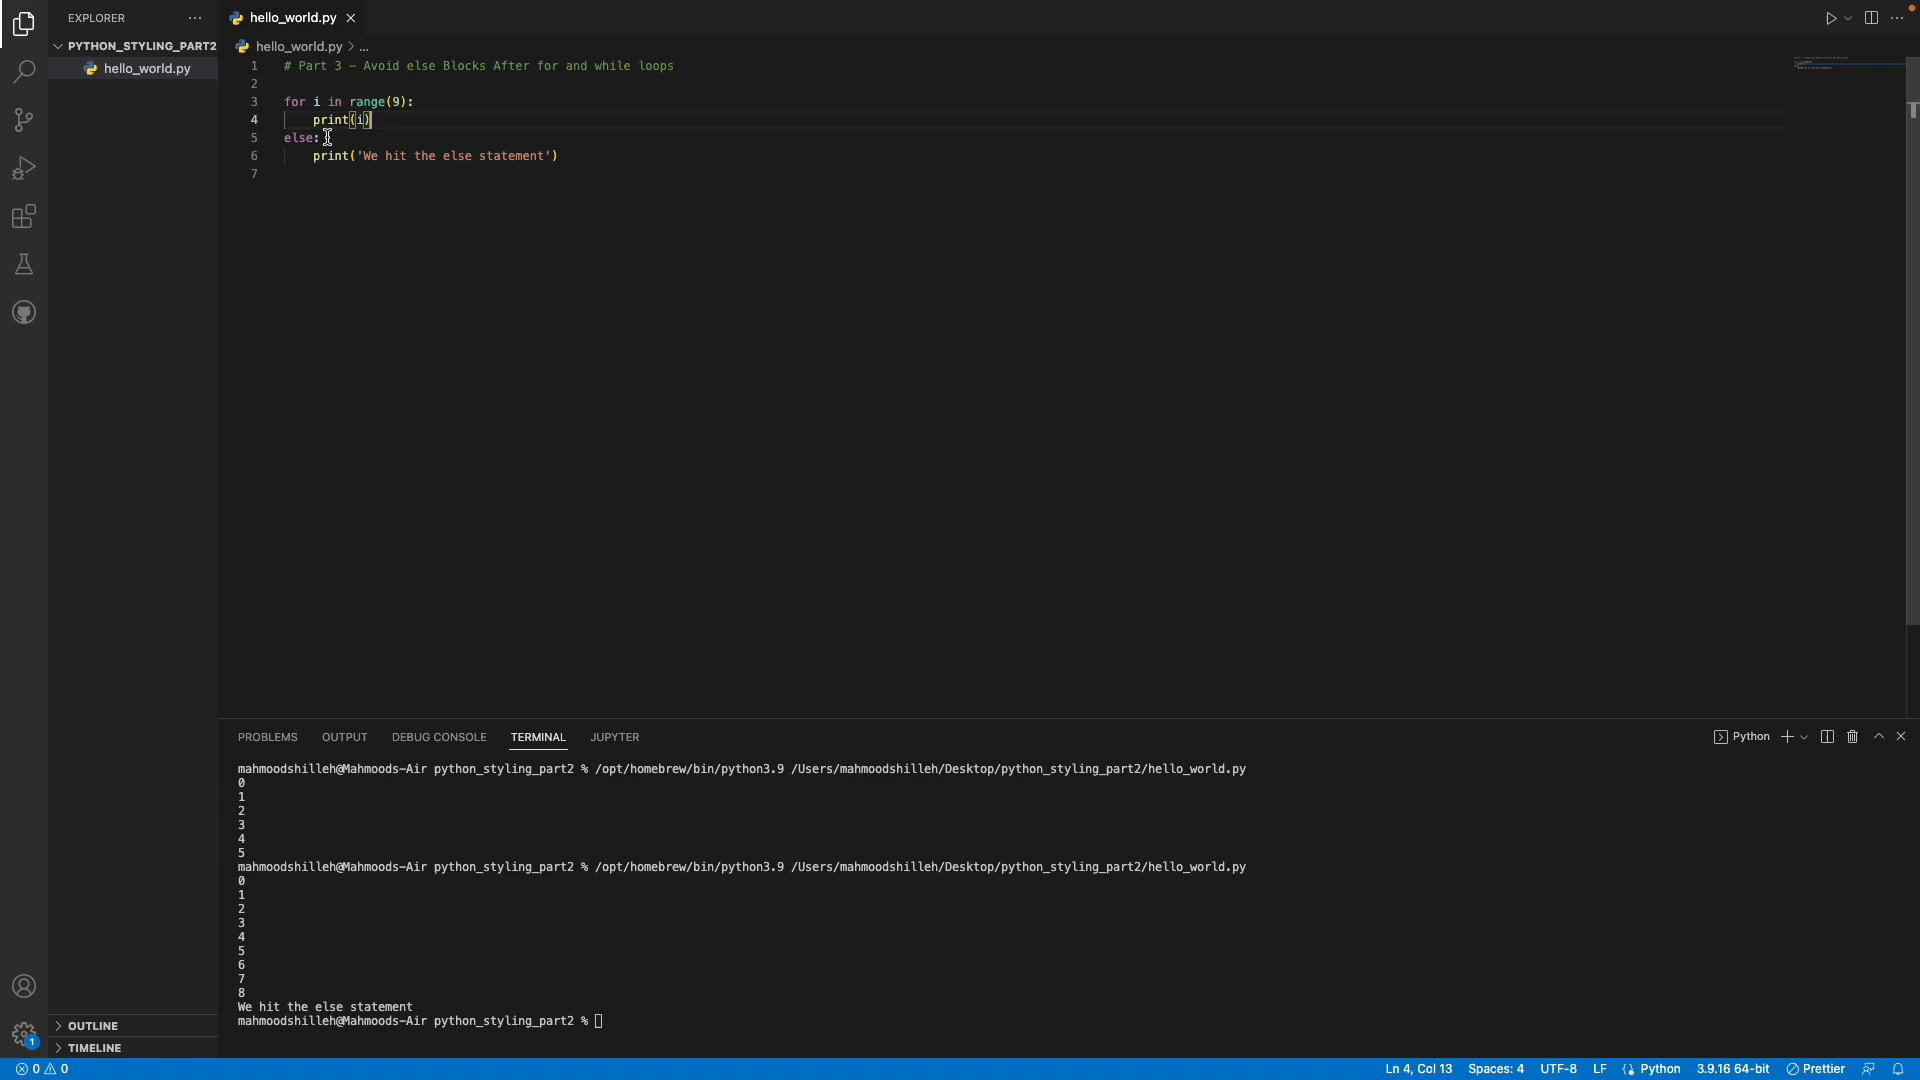 EXPLORER
PYTHON_STYLING_PART2
hello_world.py
OUTLINE
TIMELINE
1
hello_world.py
hello_world.py > ...
1 # Part 3 - Avoid else Blocks After for and while loops
2
3 for i in range(9):
4     print(i)
5 else:
6     print('We hit the else statement')
7
PROBLEMS OUTPUT DEBUG CONSOLE TERMINAL JUPYTER
Python
mahmoodshilleh@Mahmoods-Air python_styling_part2 % /opt/homebrew/bin/python3.9 /Users/mahmoodshilleh/Desktop/python_styling_part2/hello_world.py
0
1
2
3
4
5
mahmoodshilleh@Mahmoods-Air python_styling_part2 % /opt/homebrew/bin/python3.9 /Users/mahmoodshilleh/Desktop/python_styling_part2/hello_world.py
0
1
2
3
4
5
6
7
8
We hit the else statement
mahmoodshilleh@Mahmoods-Air python_styling_part2 %
0 0 Ln 4, Col 13 Spaces: 4 UTF-8 LF Python 3.9.16 64-bit Prettier